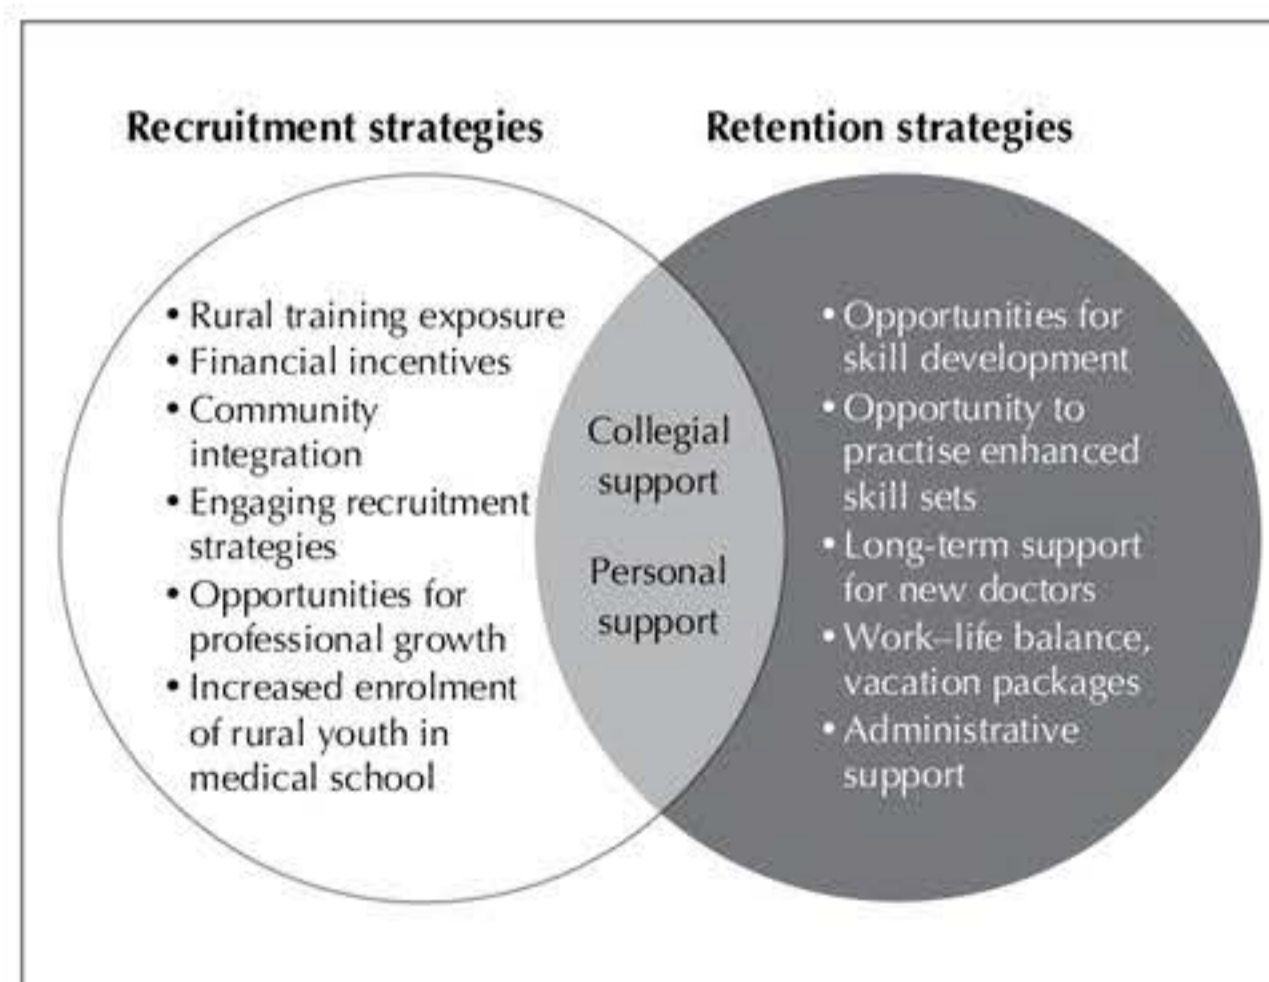 Recruitment strategies
Retention strategies
• Rural training exposure
• Financial incentives
• Community
integration
• Engaging recruitment
strategies
• Opportunities for
professional growth
• Increased enrolment
of rural youth in
medical school
Collegial
support
Personal
support
• Opportunities for
skill development
• Opportunity to
practise enhanced
skill sets
• Long-term support
for new doctors
• Work–life balance,
vacation packages
• Administrative
support